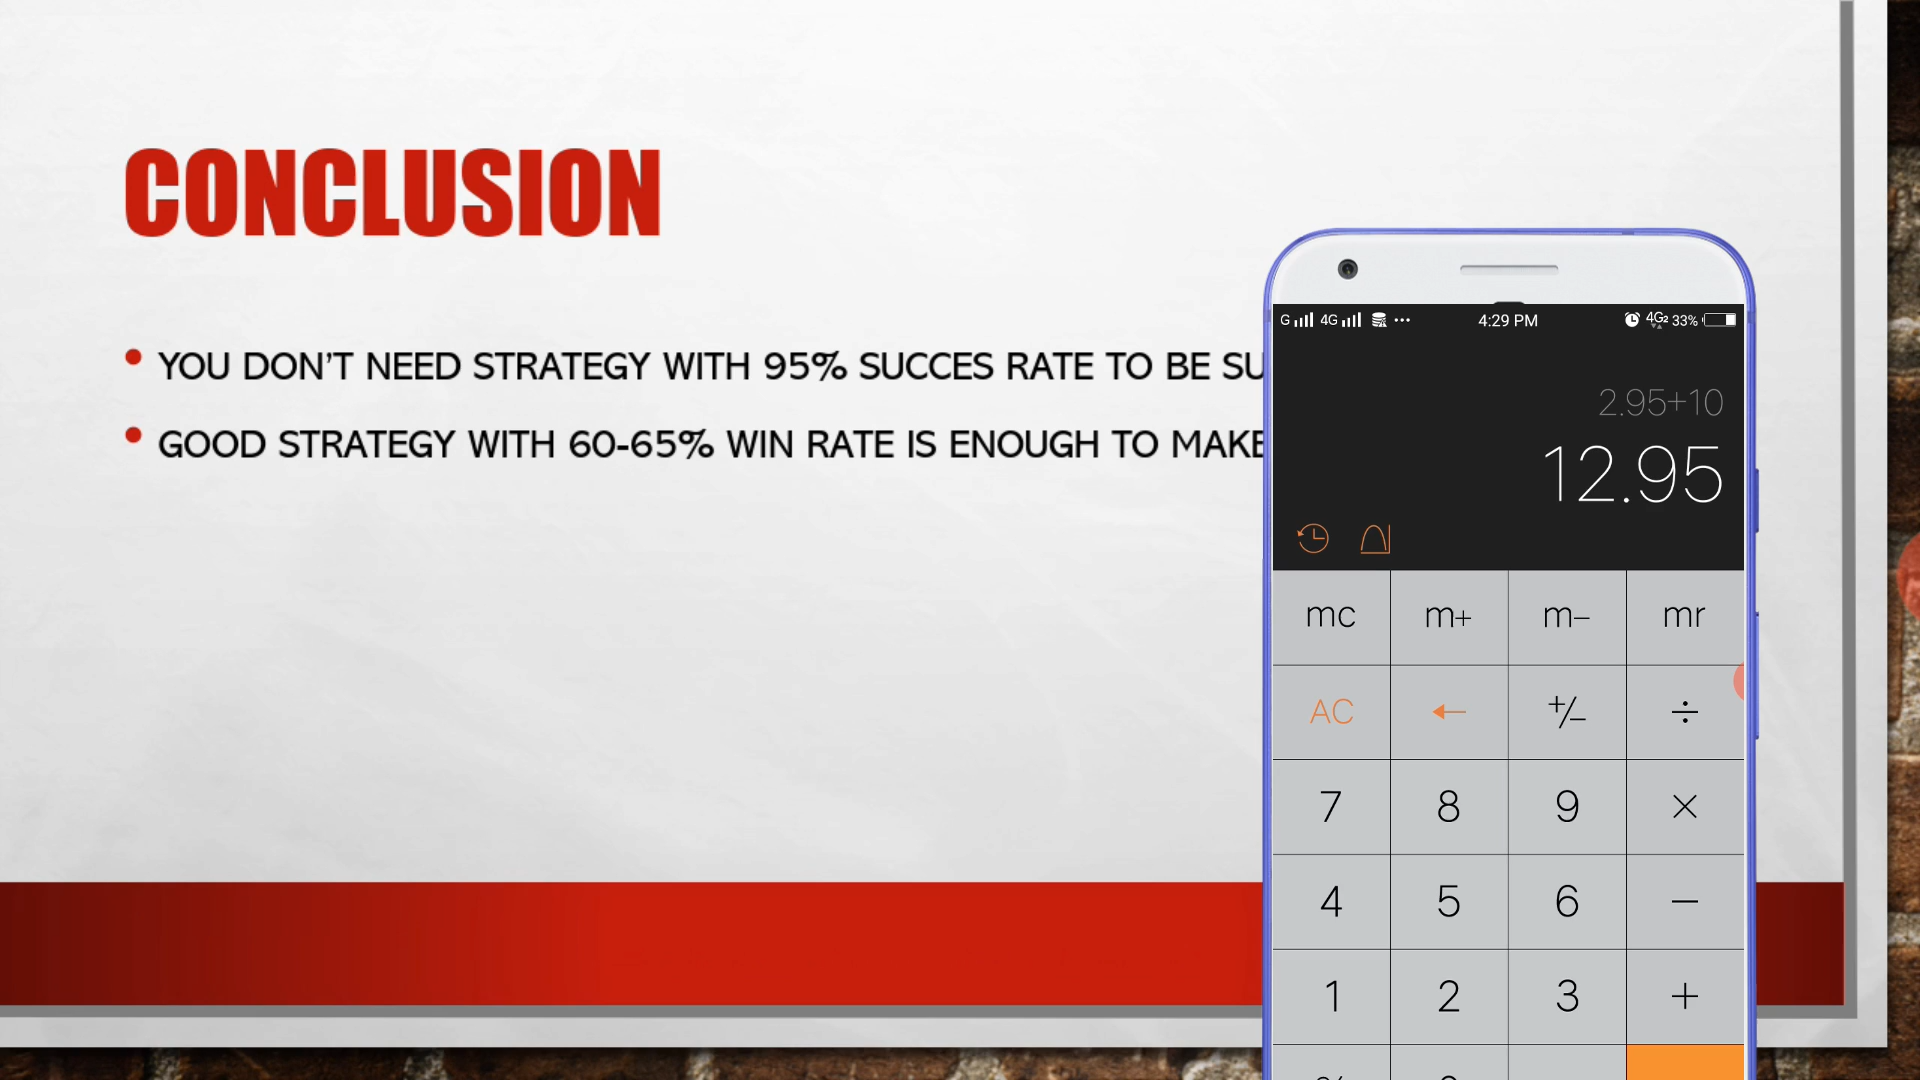 CONCLUSION
• YOU DON'T NEED STRATEGY WITH 95% SUCCES RATE TO BE
• GOOD STRATEGY WITH 60-65% WIN RATE IS ENOUGH TO MAKE
G 4G 4:29 PM 4G2 33%
2.95+10
12.95
mc m+ m− mr
AC ← +/− ÷
7 8 9 ×
4 5 6 −
1 2 3 +